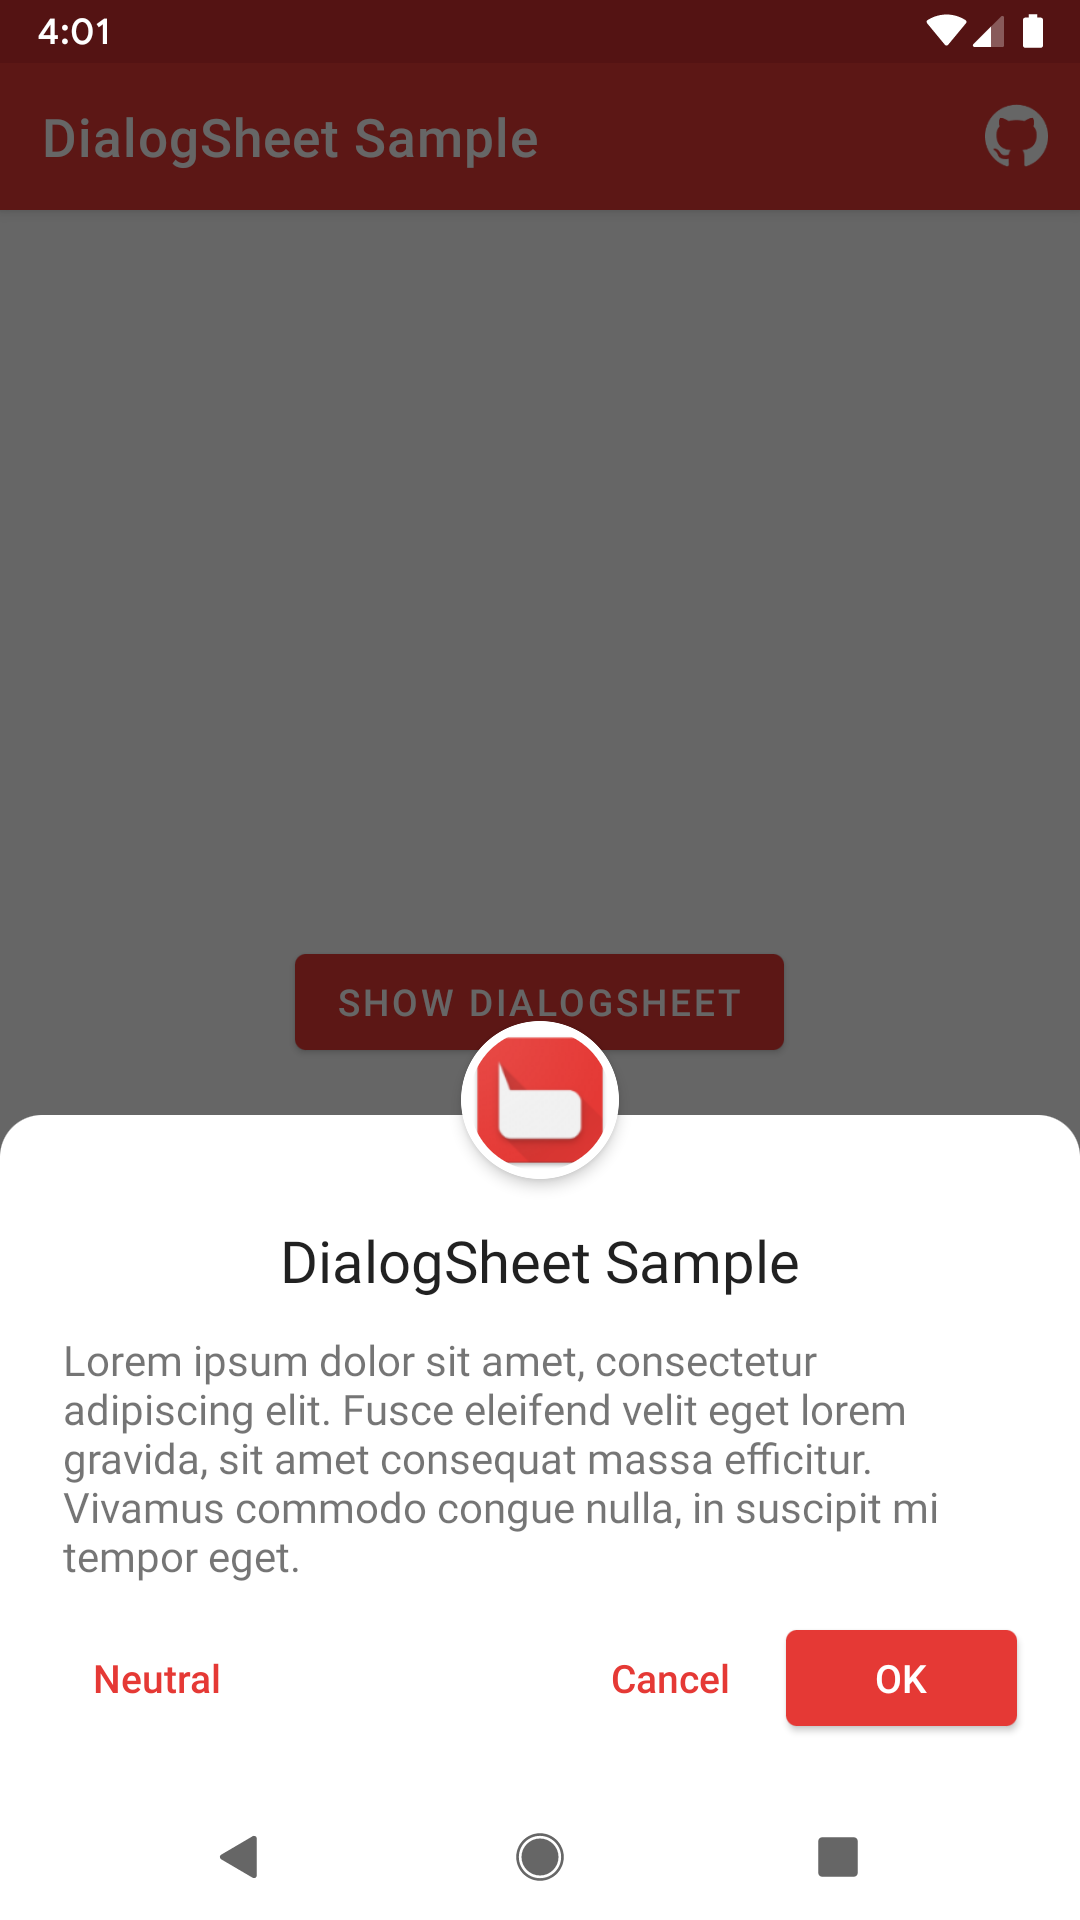 4:01
DialogSheet Sample
SHOW DIALOGSHEET
DialogSheet Sample
Lorem ipsum dolor sit amet, consectetur
adipiscing elit. Fusce eleifend velit eget lorem
gravida, sit amet consequat massa efficitur.
Vivamus commodo congue nulla, in suscipit mi
tempor eget.
Neutral
Cancel
OK